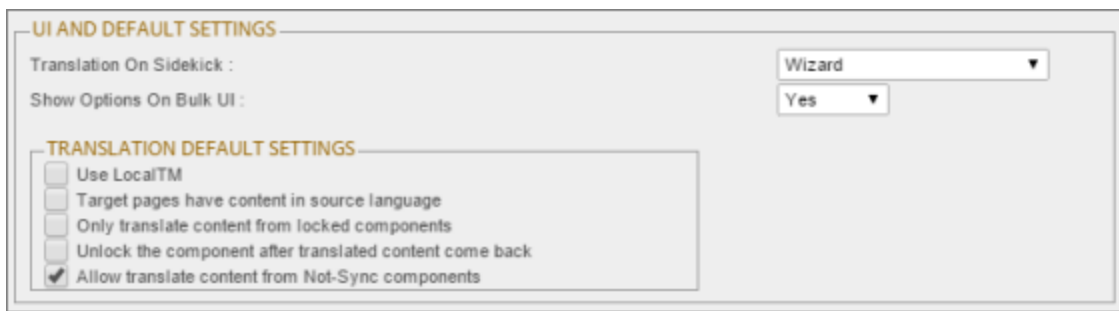 UI AND DEFAULT SETTINGS
Translation On Sidekick : Wizard
Show Options On Bulk UI : Yes
TRANSLATION DEFAULT SETTINGS
Use LocalTM
Target pages have content in source language
Only translate content from locked components
Unlock the component after translated content come back
Allow translate content from Not-Sync components